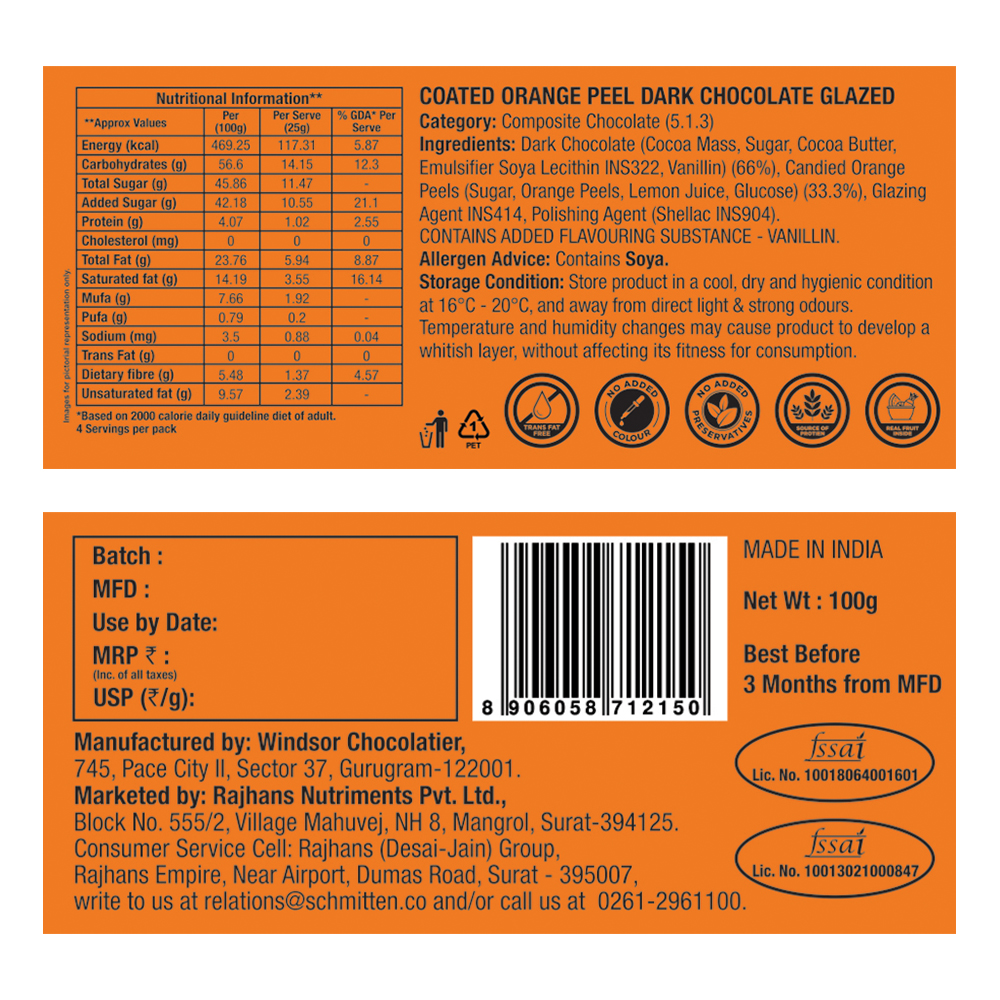 Nutritional Information**
**Approx Values Per (100g) Per Serve (25g) % GDA* Per Serve
Energy (kcal) 469.25 117.31 5.87
Carbohydrates (g) 56.6 14.15 12.3
Total Sugar (g) 45.86 11.47 -
Added Sugar (g) 42.18 10.55 21.1
Protein (g) 4.07 1.02 2.55
Cholesterol (mg) 0 0 0
Total Fat (g) 23.76 5.94 8.87
Saturated fat (g) 14.19 3.55 16.14
Mufa (g) 7.66 1.92 -
Pufa (g) 0.79 0.2 -
Sodium (mg) 3.5 0.88 0.04
Trans Fat (g) 0 0 0
Dietary fibre (g) 5.48 1.37 4.57
Unsaturated fat (g) 9.57 2.39 -
*Based on 2000 calorie daily guideline diet of adult.
4 Servings per pack
Images for pictorial representation only.
COATED ORANGE PEEL DARK CHOCOLATE GLAZED
Category: Composite Chocolate (5.1.3)
Ingredients: Dark Chocolate (Cocoa Mass, Sugar, Cocoa Butter,
Emulsifier Soya Lecithin INS322, Vanillin) (66%), Candied Orange
Peels (Sugar, Orange Peels, Lemon Juice, Glucose) (33.3%), Glazing
Agent INS414, Polishing Agent (Shellac INS904).
CONTAINS ADDED FLAVOURING SUBSTANCE - VANILLIN.
Allergen Advice: Contains Soya.
Storage Condition: Store product in a cool, dry and hygienic condition
at 16°C - 20°C, and away from direct light & strong odours.
Temperature and humidity changes may cause product to develop a
whitish layer, without affecting its fitness for consumption.
1
PET
TRANS FAT
FREE
NO ADDED
COLOUR
NO ADDED
PRESERVATIVES
SOURCE OF
PROTIEN
REAL FRUIT
INSIDE
Batch :
MFD :
Use by Date:
MRP ₹ :
(Inc. of all taxes)
USP (₹/g):
8 906058 712150
MADE IN INDIA
Net Wt : 100g
Best Before
3 Months from MFD
fssai
Lic. No. 10018064001601
fssai
Lic. No. 10013021000847
Manufactured by: Windsor Chocolatier,
745, Pace City II, Sector 37, Gurugram-122001.
Marketed by: Rajhans Nutriments Pvt. Ltd.,
Block No. 555/2, Village Mahuvej, NH 8, Mangrol, Surat-394125.
Consumer Service Cell: Rajhans (Desai-Jain) Group,
Rajhans Empire, Near Airport, Dumas Road, Surat - 395007,
write to us at relations@schmitten.co and/or call us at 0261-2961100.